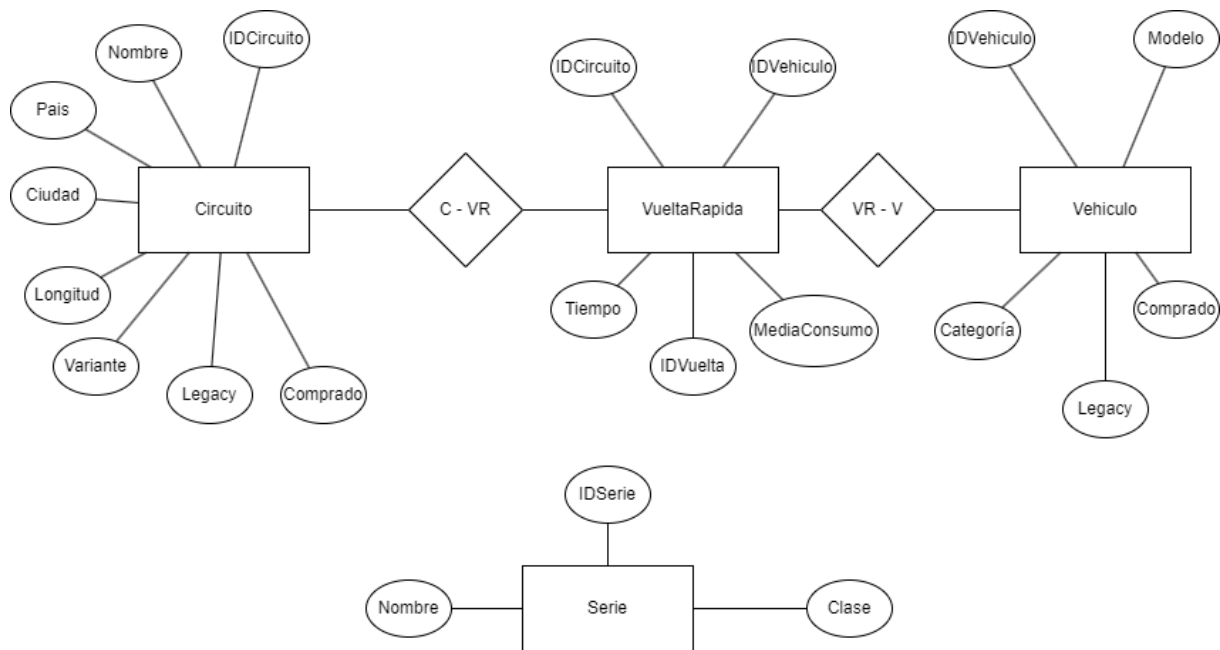 IDCircuito
Nombre
Pais
Ciudad
Circuito
Longitud
Variante
Legacy
Comprado
C - VR
IDCircuito
IDVehiculo
VueltaRapida
Tiempo
IDVuelta
MediaConsumo
VR - V
IDVehiculo
Modelo
Vehiculo
Categoría
Comprado
Legacy
IDSerie
Nombre
Serie
Clase